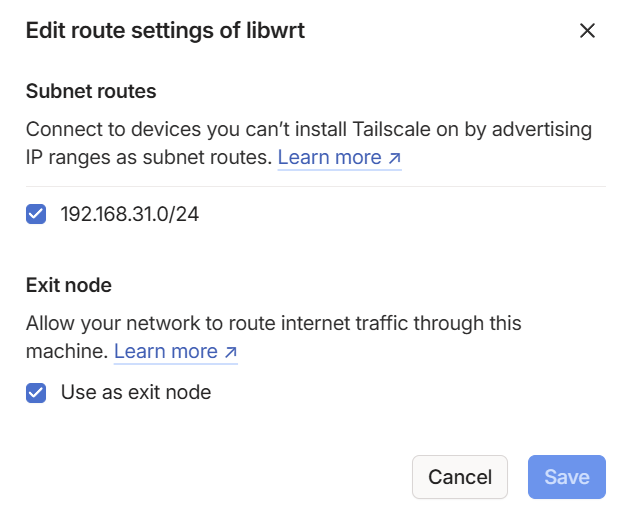 Edit route settings of libwrt
Subnet routes
Connect to devices you can’t install Tailscale on by advertising
IP ranges as subnet routes. Learn more ↗
192.168.31.0/24
Exit node
Allow your network to route internet traffic through this
machine. Learn more ↗
Use as exit node
Cancel Save